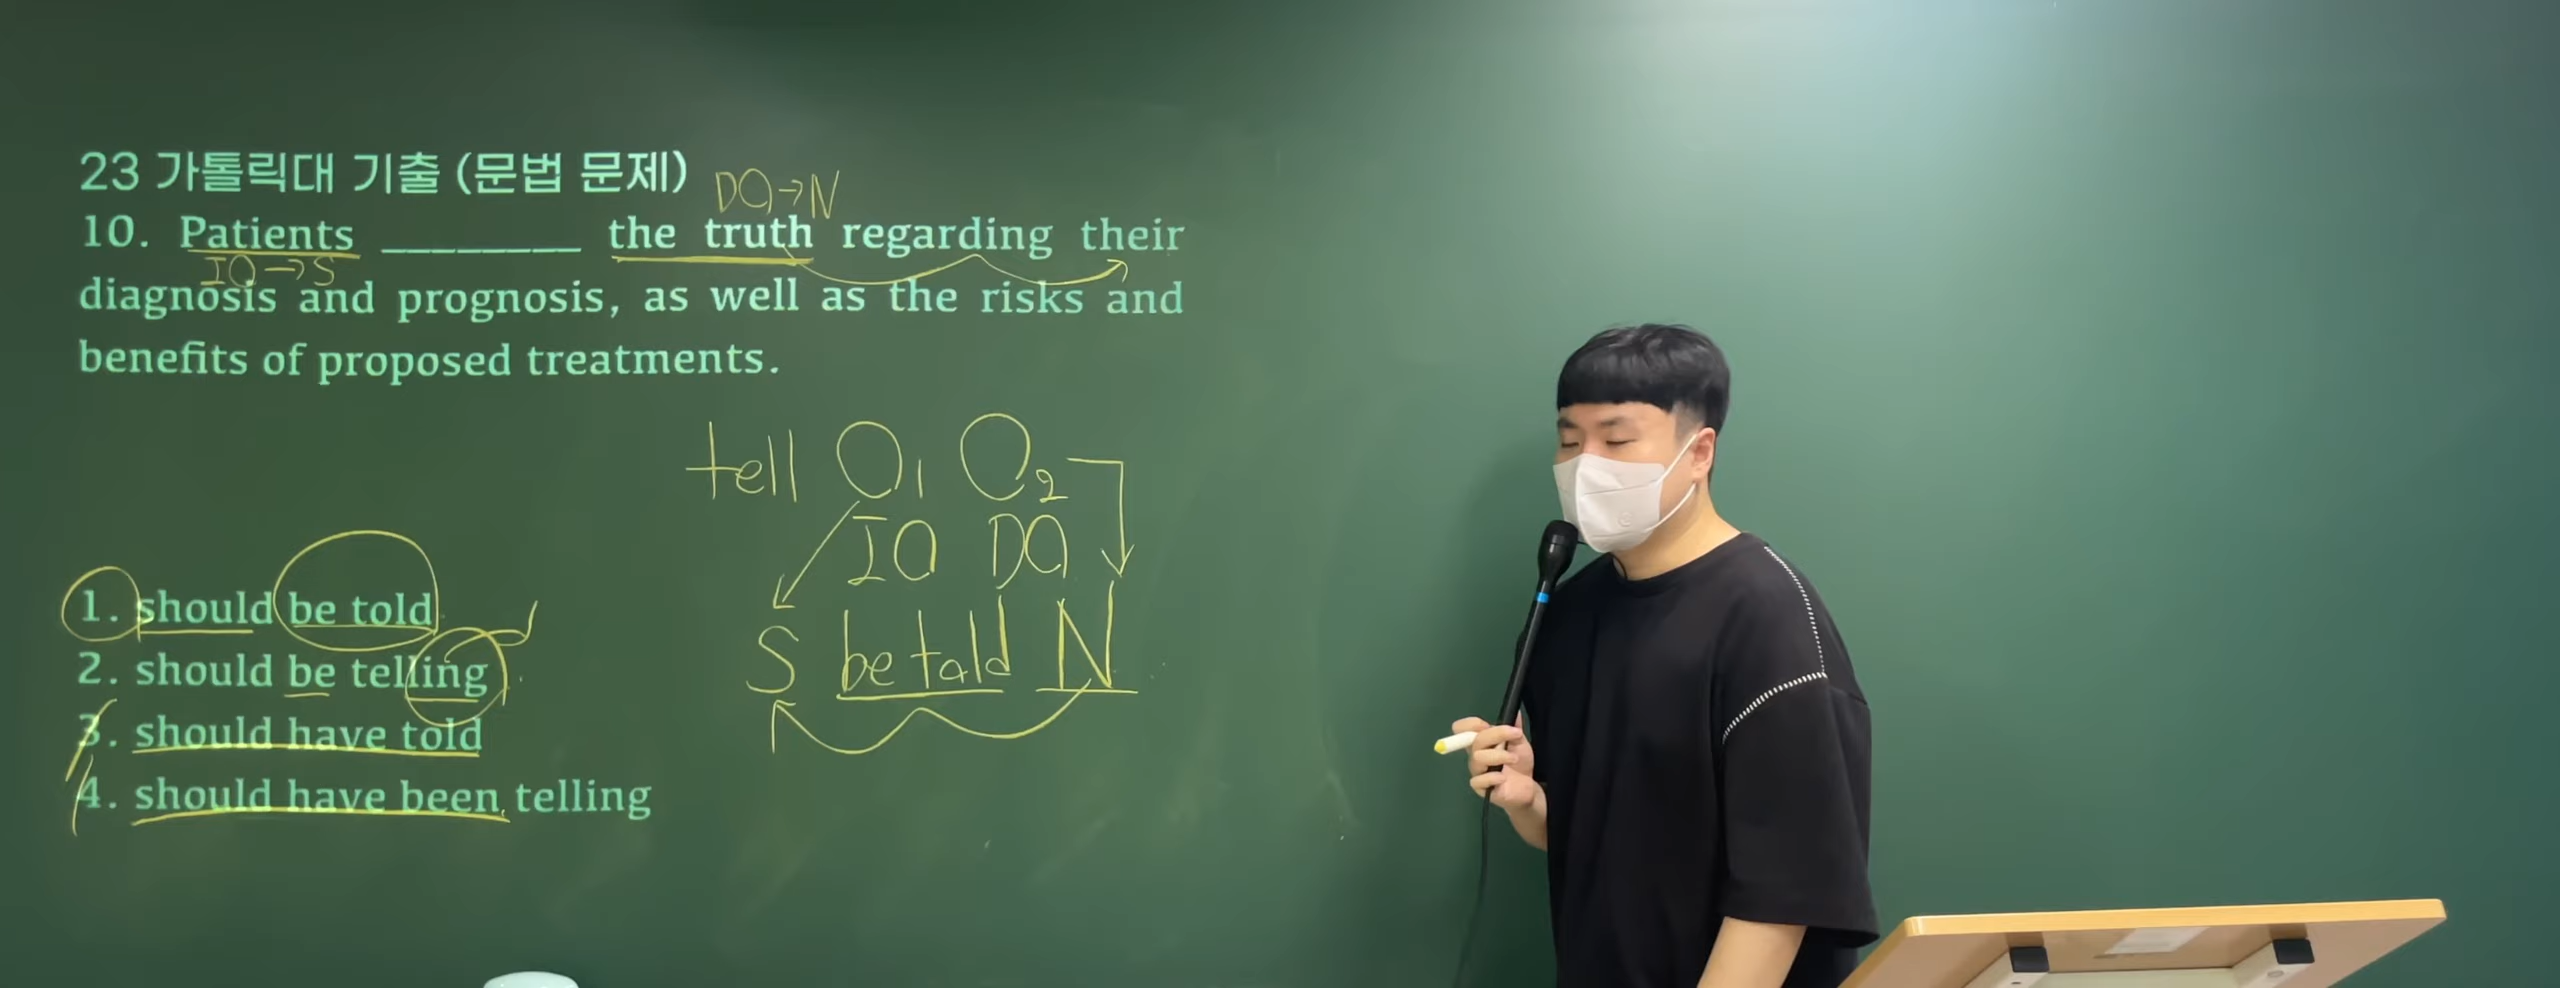 23 가톨릭대 기출 (문법 문제)
DO→N
10. Patients ________ the truth regarding their
IO→S
diagnosis and prognosis, as well as the risks and
benefits of proposed treatments.
tell O₁ O₂
IO DO
S be told N
1. should be told
2. should be telling
3. should have told
4. should have been telling